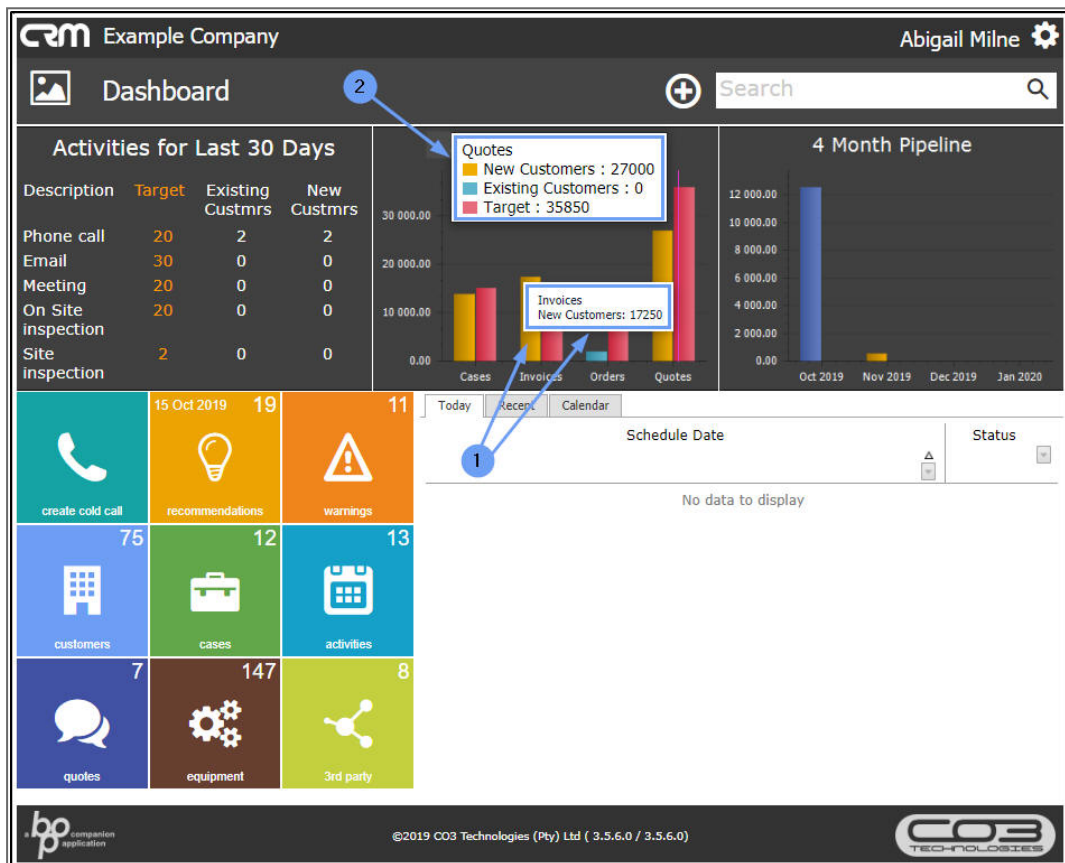 CRM Example Company
Abigail Milne
Dashboard
Search
2
Activities for Last 30 Days
Description Target Existing Custmrs New Custmrs
Phone call 20 2 2
Email 30 0 0
Meeting 20 0 0
On Site inspection 20 0 0
Site inspection 2 0 0
Quotes
New Customers : 27000
Existing Customers : 0
Target : 35850
30 000.00
20 000.00
10 000.00
0.00
Invoices
New Customers: 17250
Cases Invoices Orders Quotes
4 Month Pipeline
12 000.00
10 000.00
8 000.00
6 000.00
4 000.00
2 000.00
0.00
Oct 2019 Nov 2019 Dec 2019 Jan 2020
create cold call
15 Oct 2019 19
recommendations
11
warnings
75
customers
12
cases
13
activities
7
quotes
147
equipment
8
3rd party
Today Recent Calendar
1
Schedule Date Status
No data to display
a bpo companion application
©2019 CO3 Technologies (Pty) Ltd ( 3.5.6.0 / 3.5.6.0)
CO3
TECHNOLOGIES